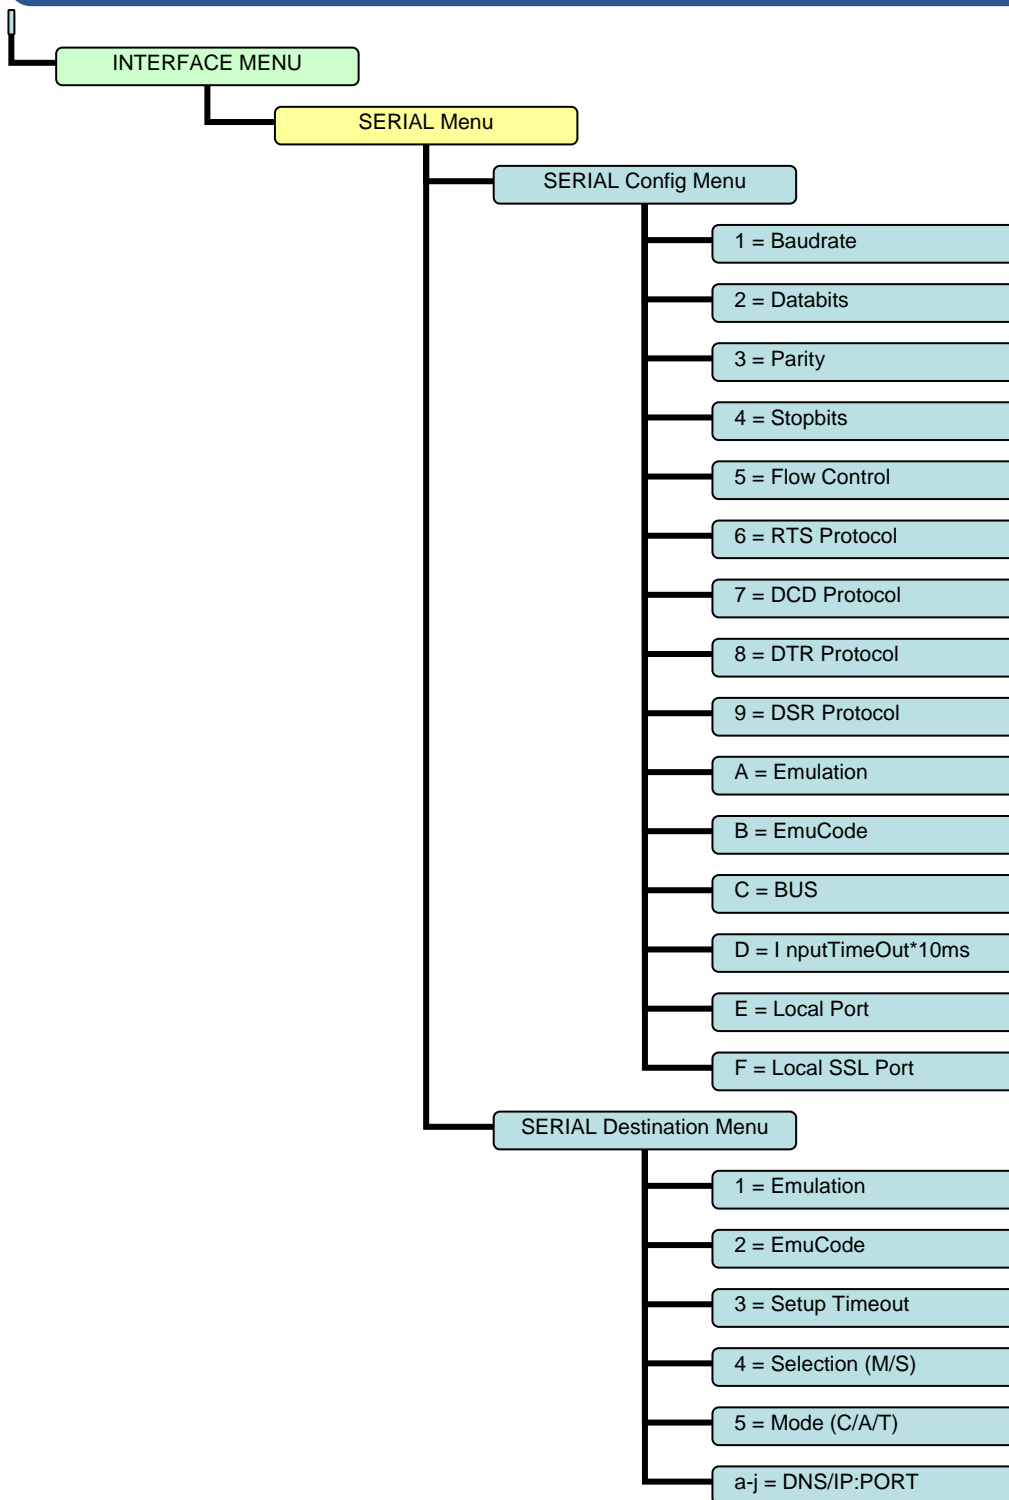 INTERFACE MENU
SERIAL Menu
SERIAL Config Menu
1 = Baudrate
2 = Databits
3 = Parity
4 = Stopbits
5 = Flow Control
6 = RTS Protocol
7 = DCD Protocol
8 = DTR Protocol
9 = DSR Protocol
A = Emulation
B = EmuCode
C = BUS
D = I nputTimeOut*10ms
E = Local Port
F = Local SSL Port
SERIAL Destination Menu
1 = Emulation
2 = EmuCode
3 = Setup Timeout
4 = Selection (M/S)
5 = Mode (C/A/T)
a-j = DNS/IP:PORT